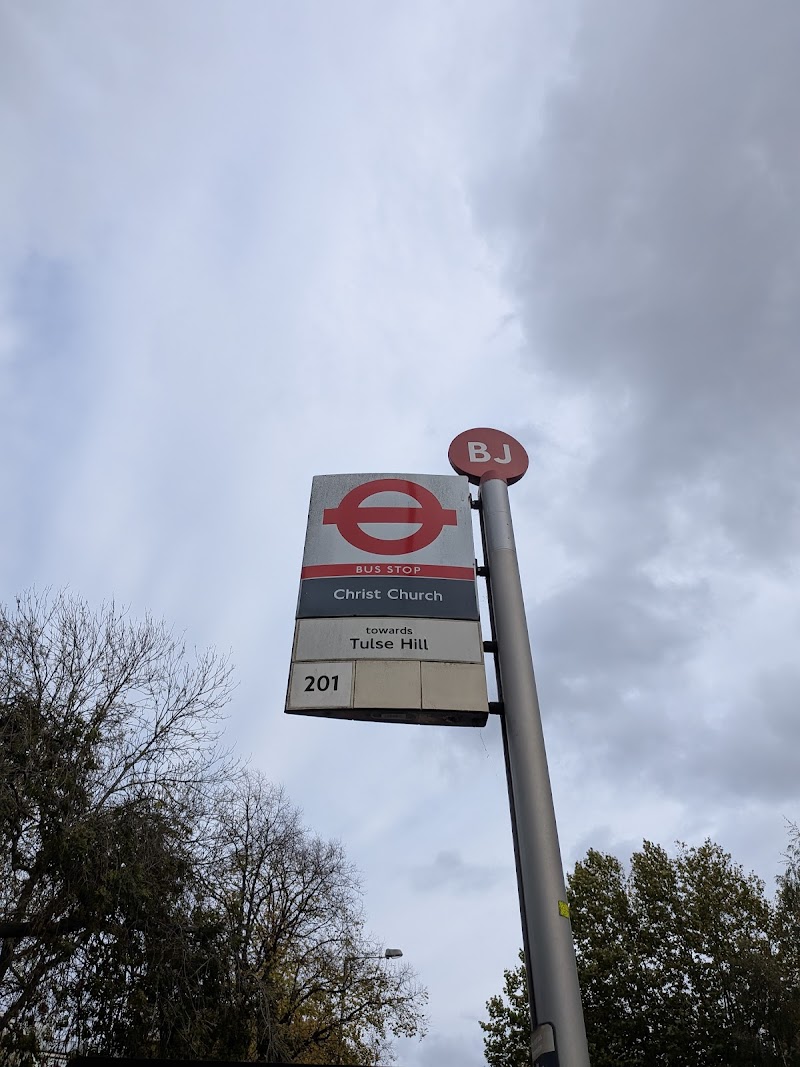 BJ
BUS STOP
Christ Church
towards
Tulse Hill
201